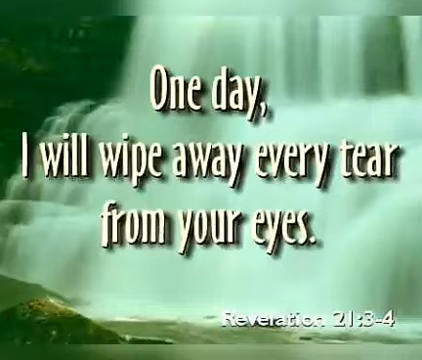 One day,
I will wipe away every tear
from your eyes.
Revelation 21:3-4